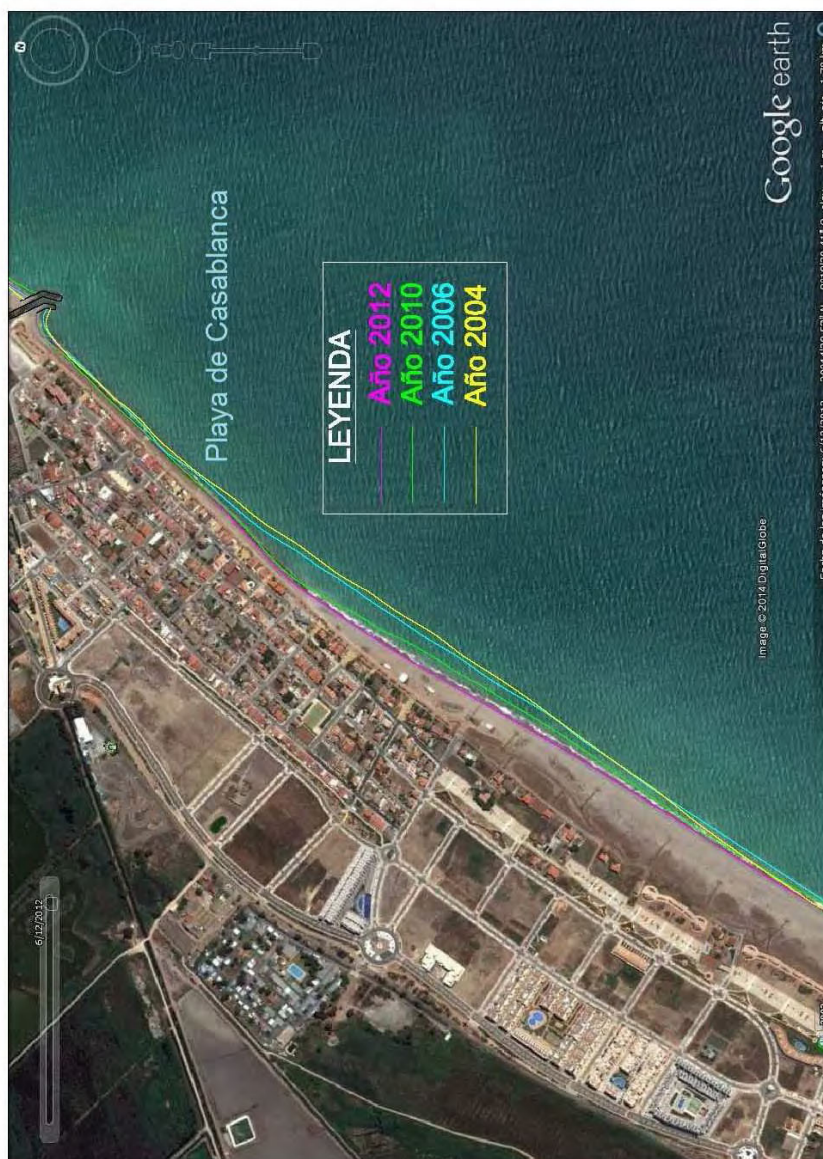 6/12/2012
Playa de Casablanca
LEYENDA
Año 2012
Año 2010
Año 2006
Año 2004
Image © 2014 DigitalGlobe
Google earth